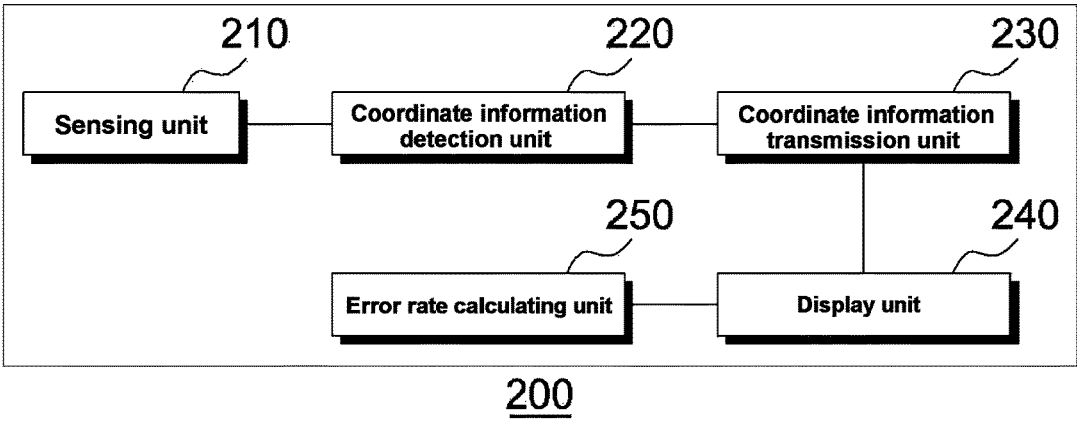 210
220
230
Sensing unit
Coordinate information
detection unit
Coordinate information
transmission unit
250
240
Error rate calculating unit
Display unit
200